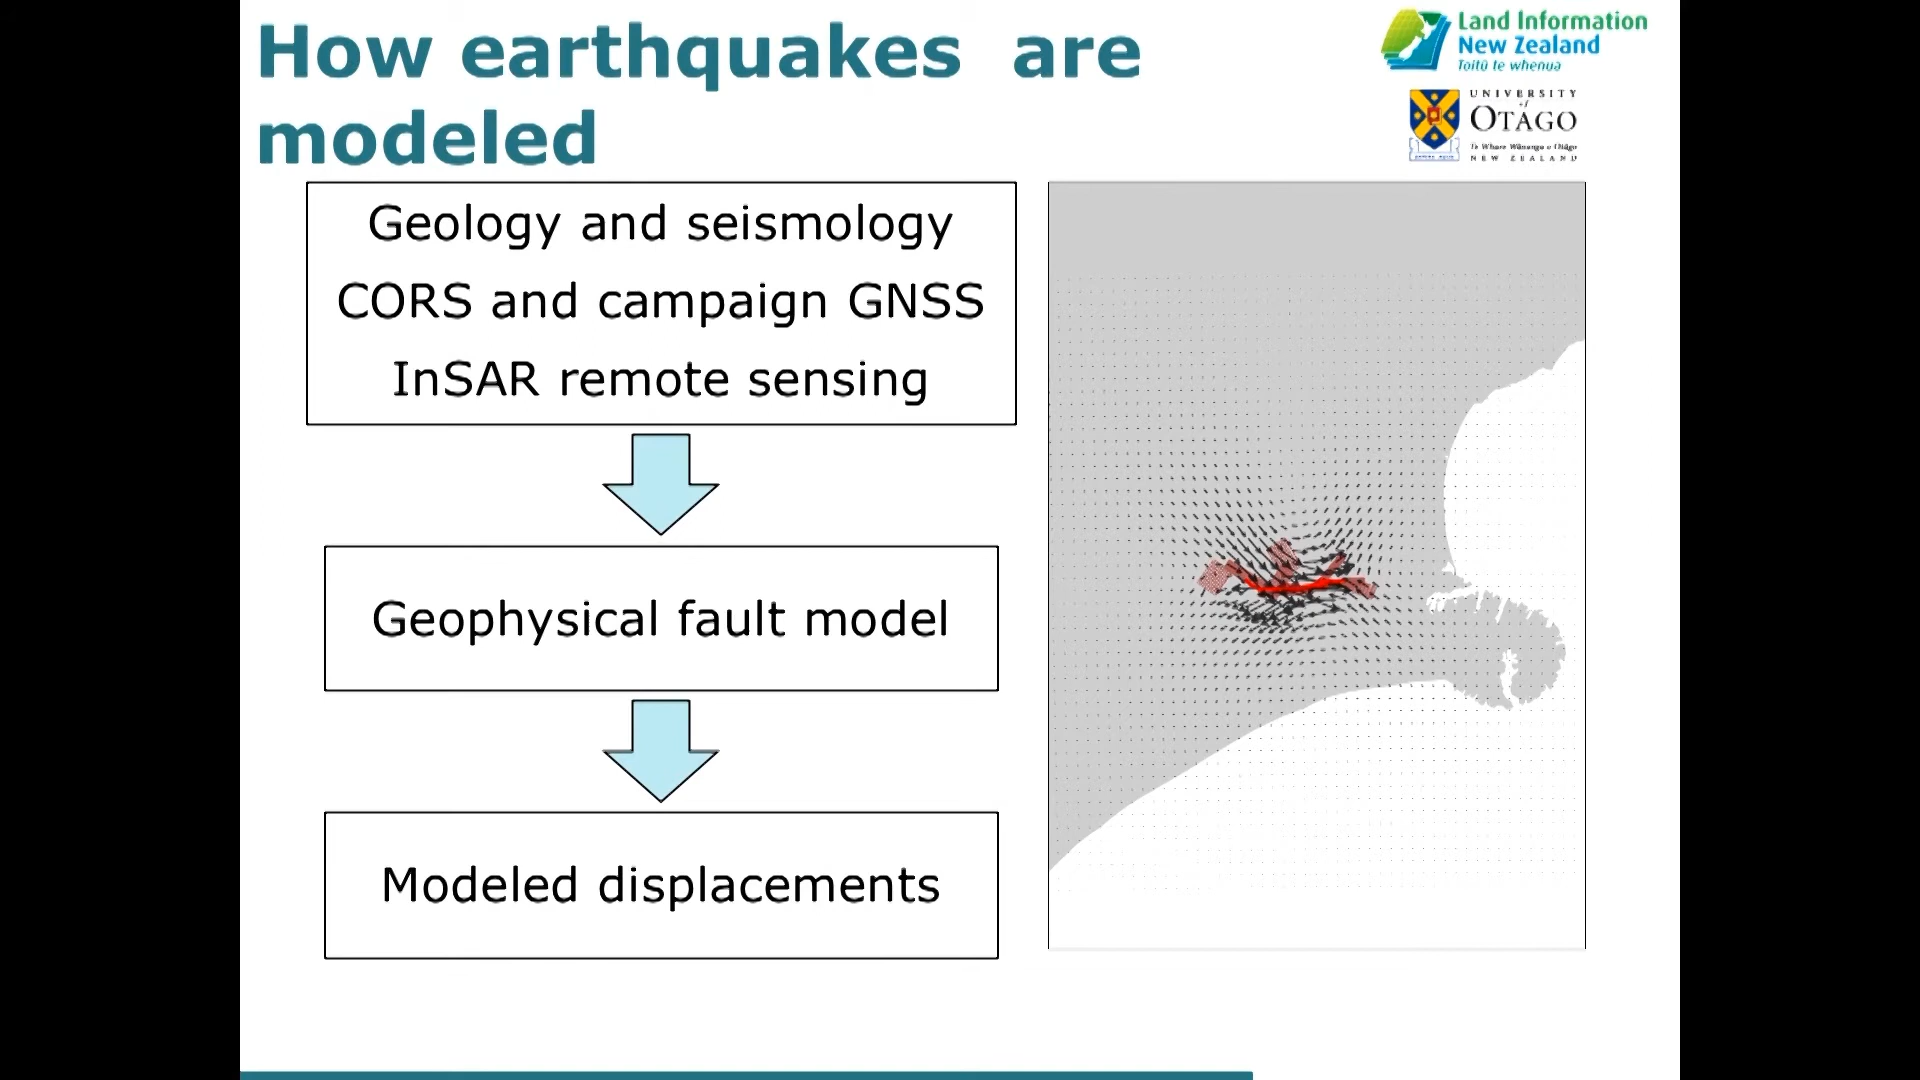 How earthquakes are
modeled
Land Information
New Zealand
Toitū te whenua
UNIVERSITY
of
OTAGO
Te Whare Wānanga o Otāgo
NEW ZEALAND
Geology and seismology
CORS and campaign GNSS
InSAR remote sensing
Geophysical fault model
Modeled displacements